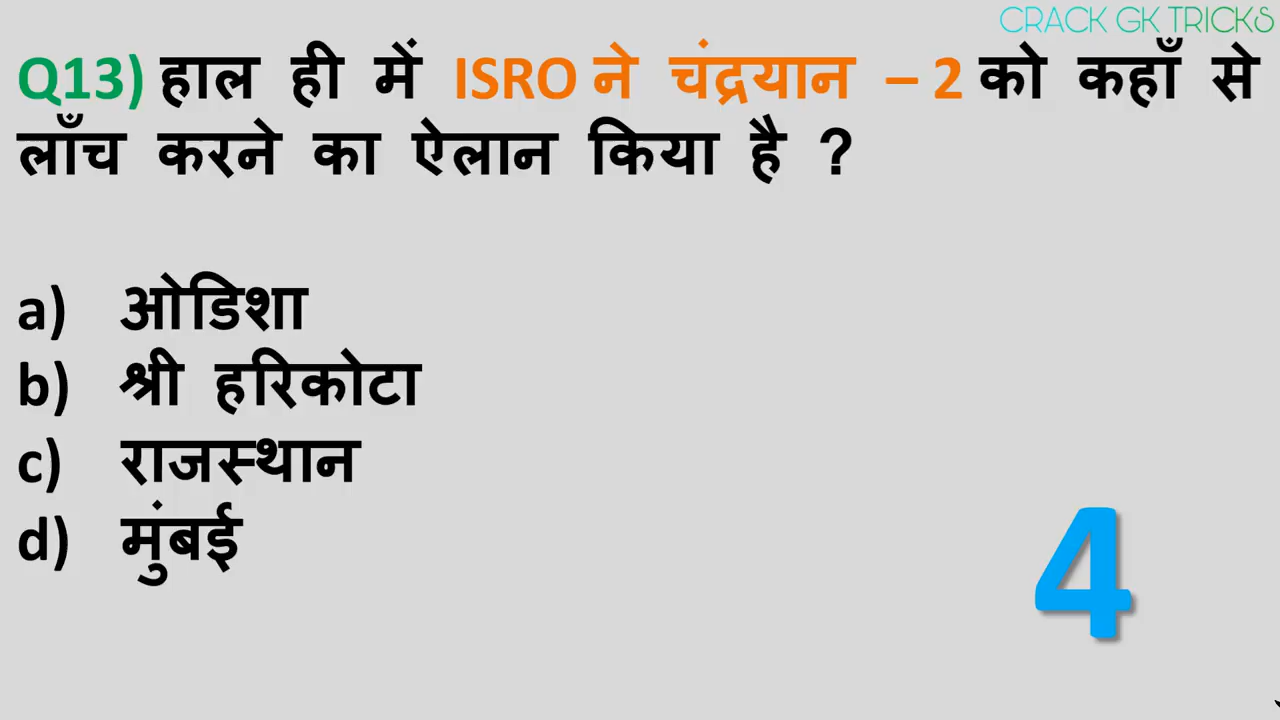 CRACK GK TRICKS
Q13) हाल ही में ISRO ने चंद्रयान – 2 को कहाँ से
लाँच करने का ऐलान किया है ?
a) ओडिशा
b) श्री हरिकोटा
c) राजस्थान
d) मुंबई
4